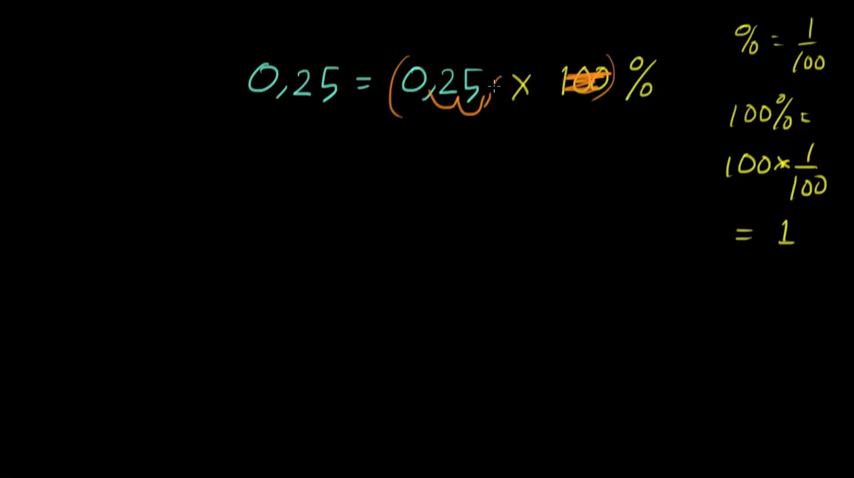 0,25 = (0,25, × 100) %
% = 1/100
100% =
100 × 1/100
= 1